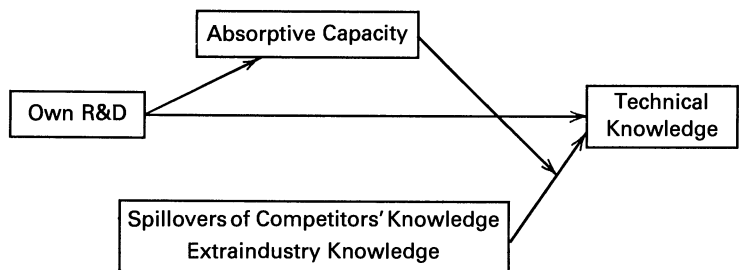 Absorptive Capacity
Own R&D
Technical
Knowledge
Spillovers of Competitors' Knowledge
Extraindustry Knowledge